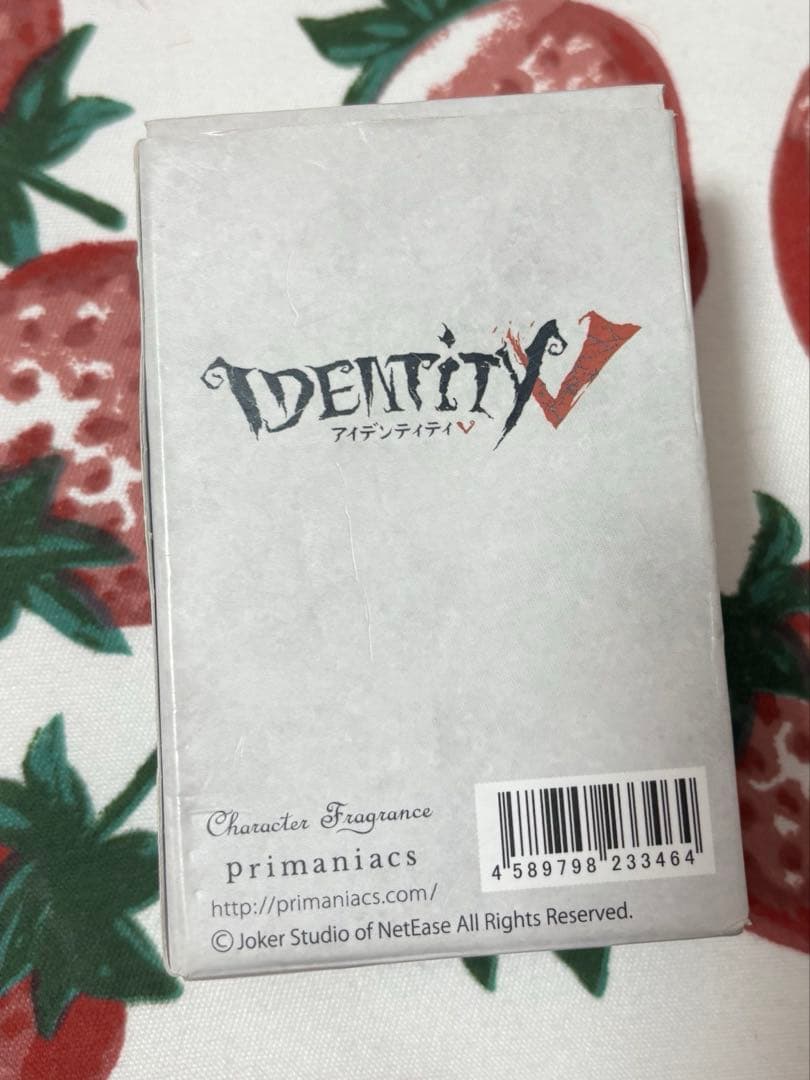 IDENTITY V
アイデンティティV
Character Fragrance
primaniacs
http://primaniacs.com/
4 589798 233464
©Joker Studio of NetEase All Rights Reserved.